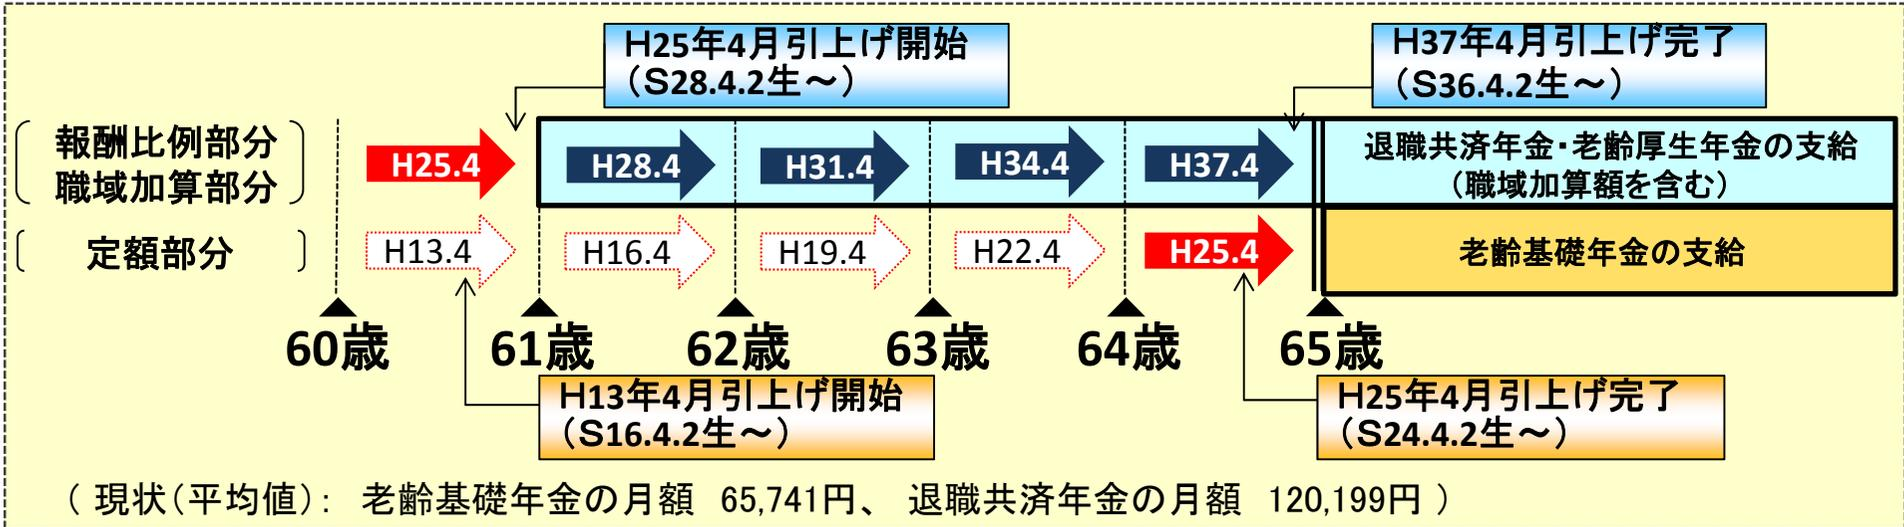 H25年4月引上げ開始
（S28.4.2生～）
H37年4月引上げ完了
（S36.4.2生～）
報酬比例部分
職域加算部分
H25.4
H28.4
H31.4
H34.4
H37.4
退職共済年金・老齢厚生年金の支給
（職域加算額を含む）
定額部分
H13.4
H16.4
H19.4
H22.4
H25.4
老齢基礎年金の支給
60歳
61歳
62歳
63歳
64歳
65歳
H13年4月引上げ開始
（S16.4.2生～）
H25年4月引上げ完了
（S24.4.2生～）
（ 現状（平均値）： 老齢基礎年金の月額 65,741円、 退職共済年金の月額 120,199円 ）